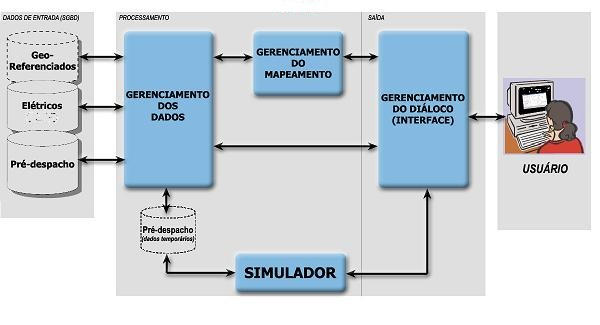 DADOS DE ENTRADA (SGBD)
PROCESSAMENTO
SAÍDA
Geo-
Referenciados
Elétricos
Pré-despacho
GERENCIAMENTO
DOS
DADOS
GERENCIAMENTO
DO
MAPEAMENTO
GERENCIAMENTO
DO DIÁLOCO
(INTERFACE)
USUÁRIO
Pré-despacho
(dados temporários)
SIMULADOR